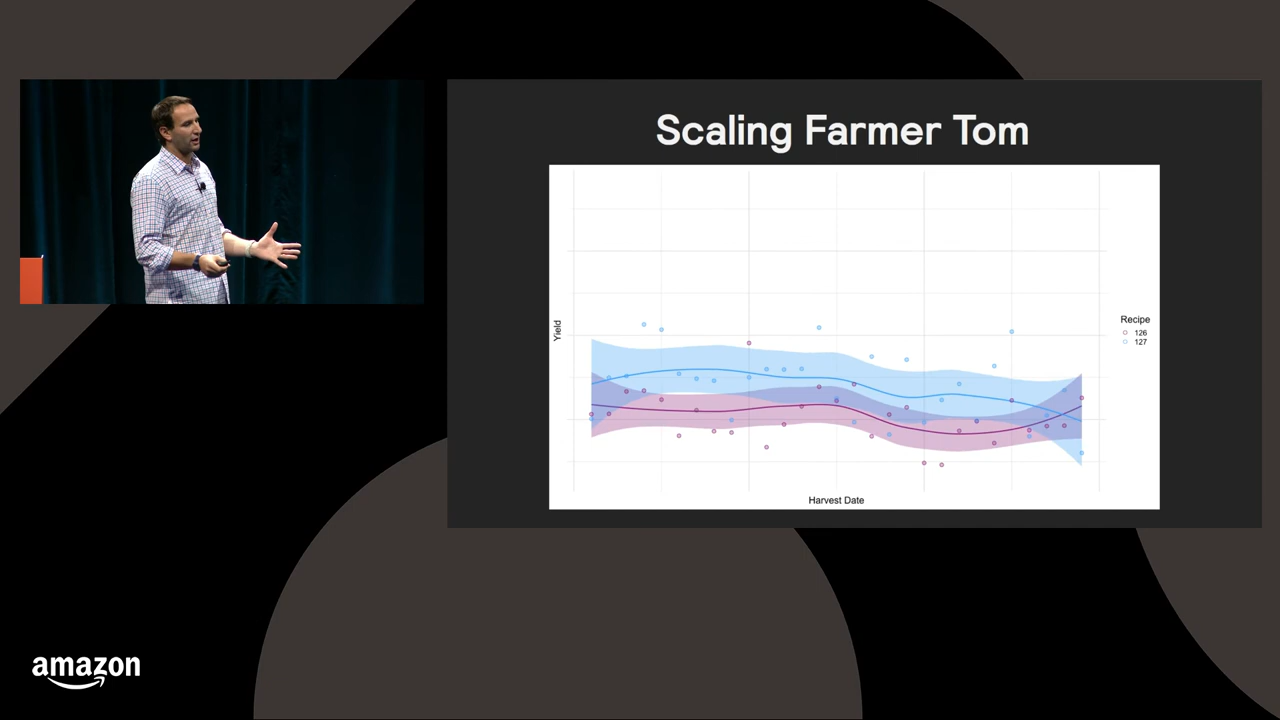 Scaling Farmer Tom
Yield
Recipe
126
127
Harvest Date
amazon